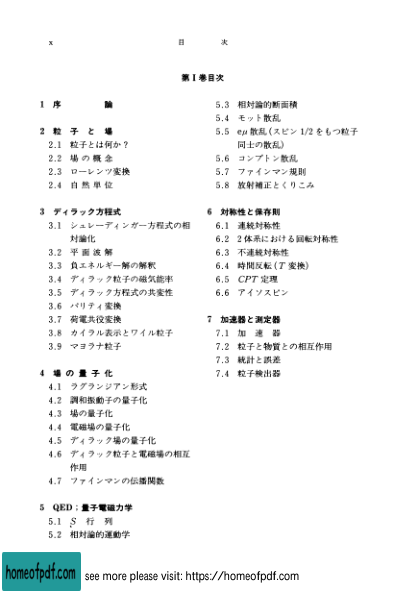 x 目 次
第 I 巻目次
1 序 論
2 粒 子 と 場
2.1 粒子とは何か？
2.2 場 の 概 念
2.3 ローレンツ変換
2.4 自 然 単 位
3 ディラック方程式
3.1 シュレーディンガー方程式の相
対論化
3.2 平 面 波 解
3.3 負エネルギー解の解釈
3.4 ディラック粒子の磁気能率
3.5 ディラック方程式の共変性
3.6 パリティ変換
3.7 荷電共役変換
3.8 カイラル表示とワイル粒子
3.9 マヨラナ粒子
4 場 の 量 子 化
4.1 ラグランジアン形式
4.2 調和振動子の量子化
4.3 場の量子化
4.4 電磁場の量子化
4.5 ディラック場の量子化
4.6 ディラック粒子と電磁場の相互
作用
4.7 ファインマンの伝播関数
5 QED：量子電磁力学
5.1 S 行 列
5.2 相対論的運動学
5.3 相対論的断面積
5.4 モット散乱
5.5 eμ 散乱 (スピン 1/2 をもつ粒子
同士の散乱)
5.6 コンプトン散乱
5.7 ファインマン規則
5.8 放射補正とくりこみ
6 対称性と保存則
6.1 連続対称性
6.2 2 体系における回転対称性
6.3 不連続対称性
6.4 時間反転 (T 変換)
6.5 CPT 定理
6.6 アイソスピン
7 加速器と測定器
7.1 加 速 器
7.2 粒子と物質との相互作用
7.3 統計と誤差
7.4 粒子検出器
homeofpdf.com
see more please visit: https://homeofpdf.com